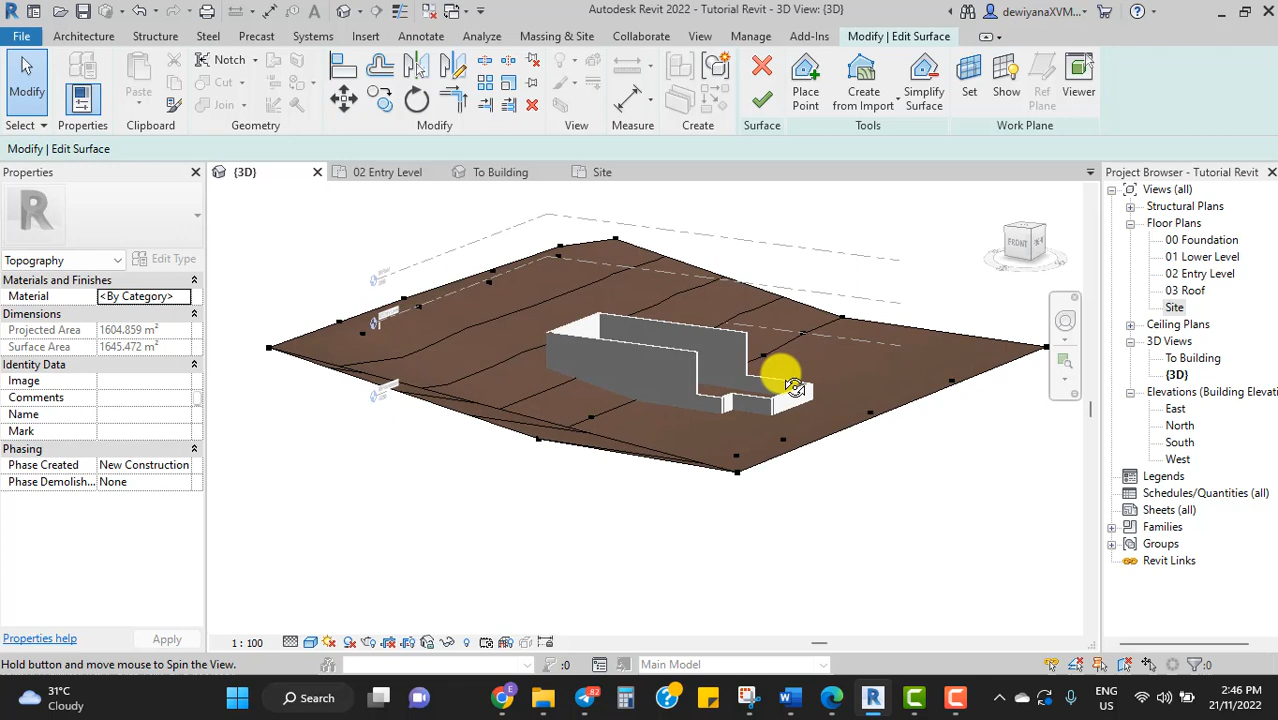 Autodesk Revit 2022 - Tutorial Revit - 3D View: {3D}
dewiyanaXVM...
File Architecture Structure Steel Precast Systems Insert Annotate Analyze Massing & Site Collaborate View Manage Add-Ins Modify | Edit Surface
Modify
Paste
Notch
Cut
Join
Place Point
Create from Import
Simplify Surface
Set
Show
Ref Plane
Viewer
Select Properties Clipboard Geometry Modify View Measure Create Surface Tools Work Plane
Modify | Edit Surface
Properties
{3D}
02 Entry Level
To Building
Site
Project Browser - Tutorial Revit
Topography
Edit Type
Materials and Finishes
Material <By Category>
Dimensions
Projected Area 1604.859 m²
Surface Area 1645.472 m²
Identity Data
Image
Comments
Name
Mark
Phasing
Phase Created New Construction
Phase Demolish... None
Properties help
Apply
FRONT
Views (all)
Structural Plans
Floor Plans
00 Foundation
01 Lower Level
02 Entry Level
03 Roof
Site
Ceiling Plans
3D Views
To Building
{3D}
Elevations (Building Elevati
East
North
South
West
Legends
Schedules/Quantities (all)
Sheets (all)
Families
Groups
Revit Links
1 : 100
Hold button and move mouse to Spin the View.
:0
Main Model
:0
31°C
Cloudy
Search
82
ENG
US
2:46 PM
21/11/2022